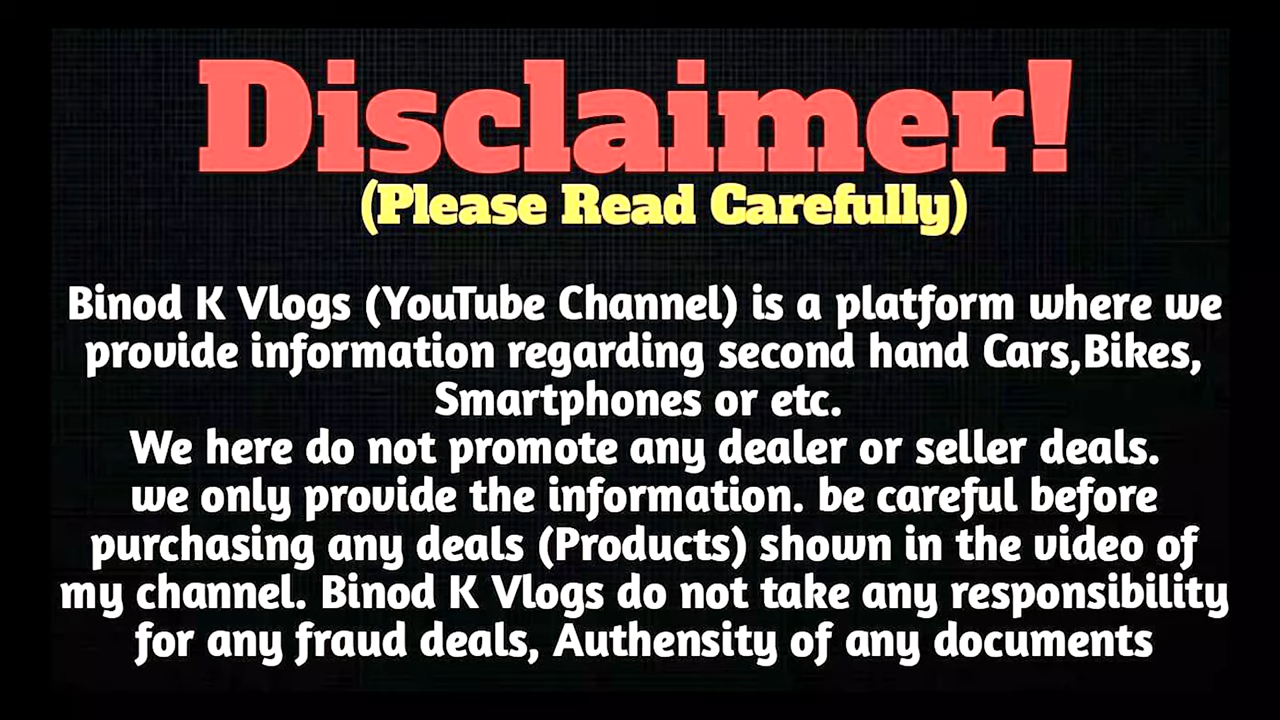 Disclaimer!
(Please Read Carefully)
Binod K Vlogs (YouTube Channel) is a platform where we
provide information regarding second hand Cars,Bikes,
Smartphones or etc.
We here do not promote any dealer or seller deals.
we only provide the information. be careful before
purchasing any deals (Products) shown in the video of
my channel. Binod K Vlogs do not take any responsibility
for any fraud deals, Authensity of any documents